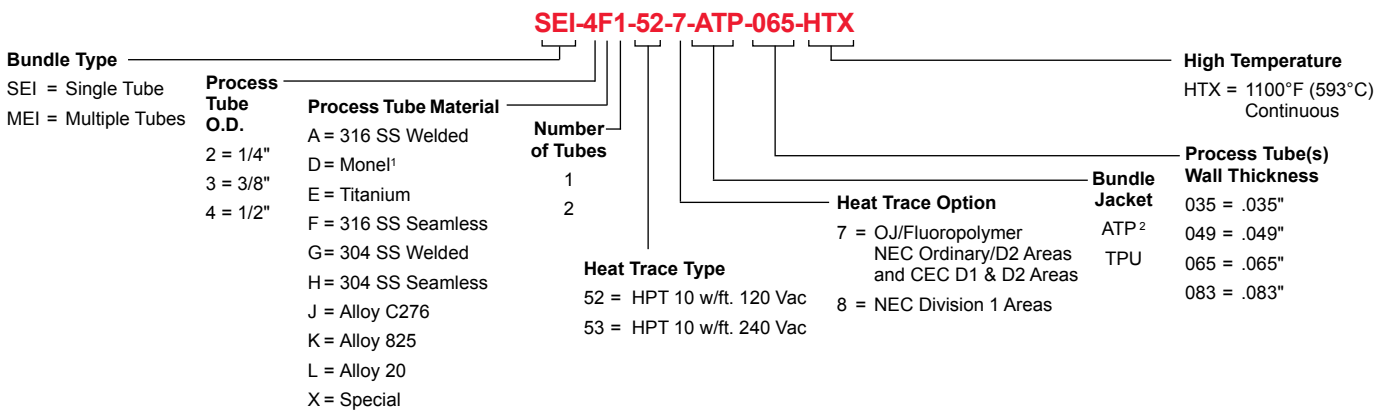 SEI-4F1-52-7-ATP-065-HTX
Bundle Type
SEI = Single Tube
MEI = Multiple Tubes
Process
Tube
O.D.
2 = 1/4"
3 = 3/8"
4 = 1/2"
Process Tube Material
A = 316 SS Welded
D = Monel¹
E = Titanium
F = 316 SS Seamless
G= 304 SS Welded
H = 304 SS Seamless
J = Alloy C276
K = Alloy 825
L = Alloy 20
X = Special
Number
of Tubes
1
2
Heat Trace Type
52 = HPT 10 w/ft. 120 Vac
53 = HPT 10 w/ft. 240 Vac
Heat Trace Option
7 = OJ/Fluoropolymer
NEC Ordinary/D2 Areas
and CEC D1 & D2 Areas
8 = NEC Division 1 Areas
Bundle
Jacket
ATP ²
TPU
Process Tube(s)
Wall Thickness
035 = .035"
049 = .049"
065 = .065"
083 = .083"
High Temperature
HTX = 1100°F (593°C)
Continuous